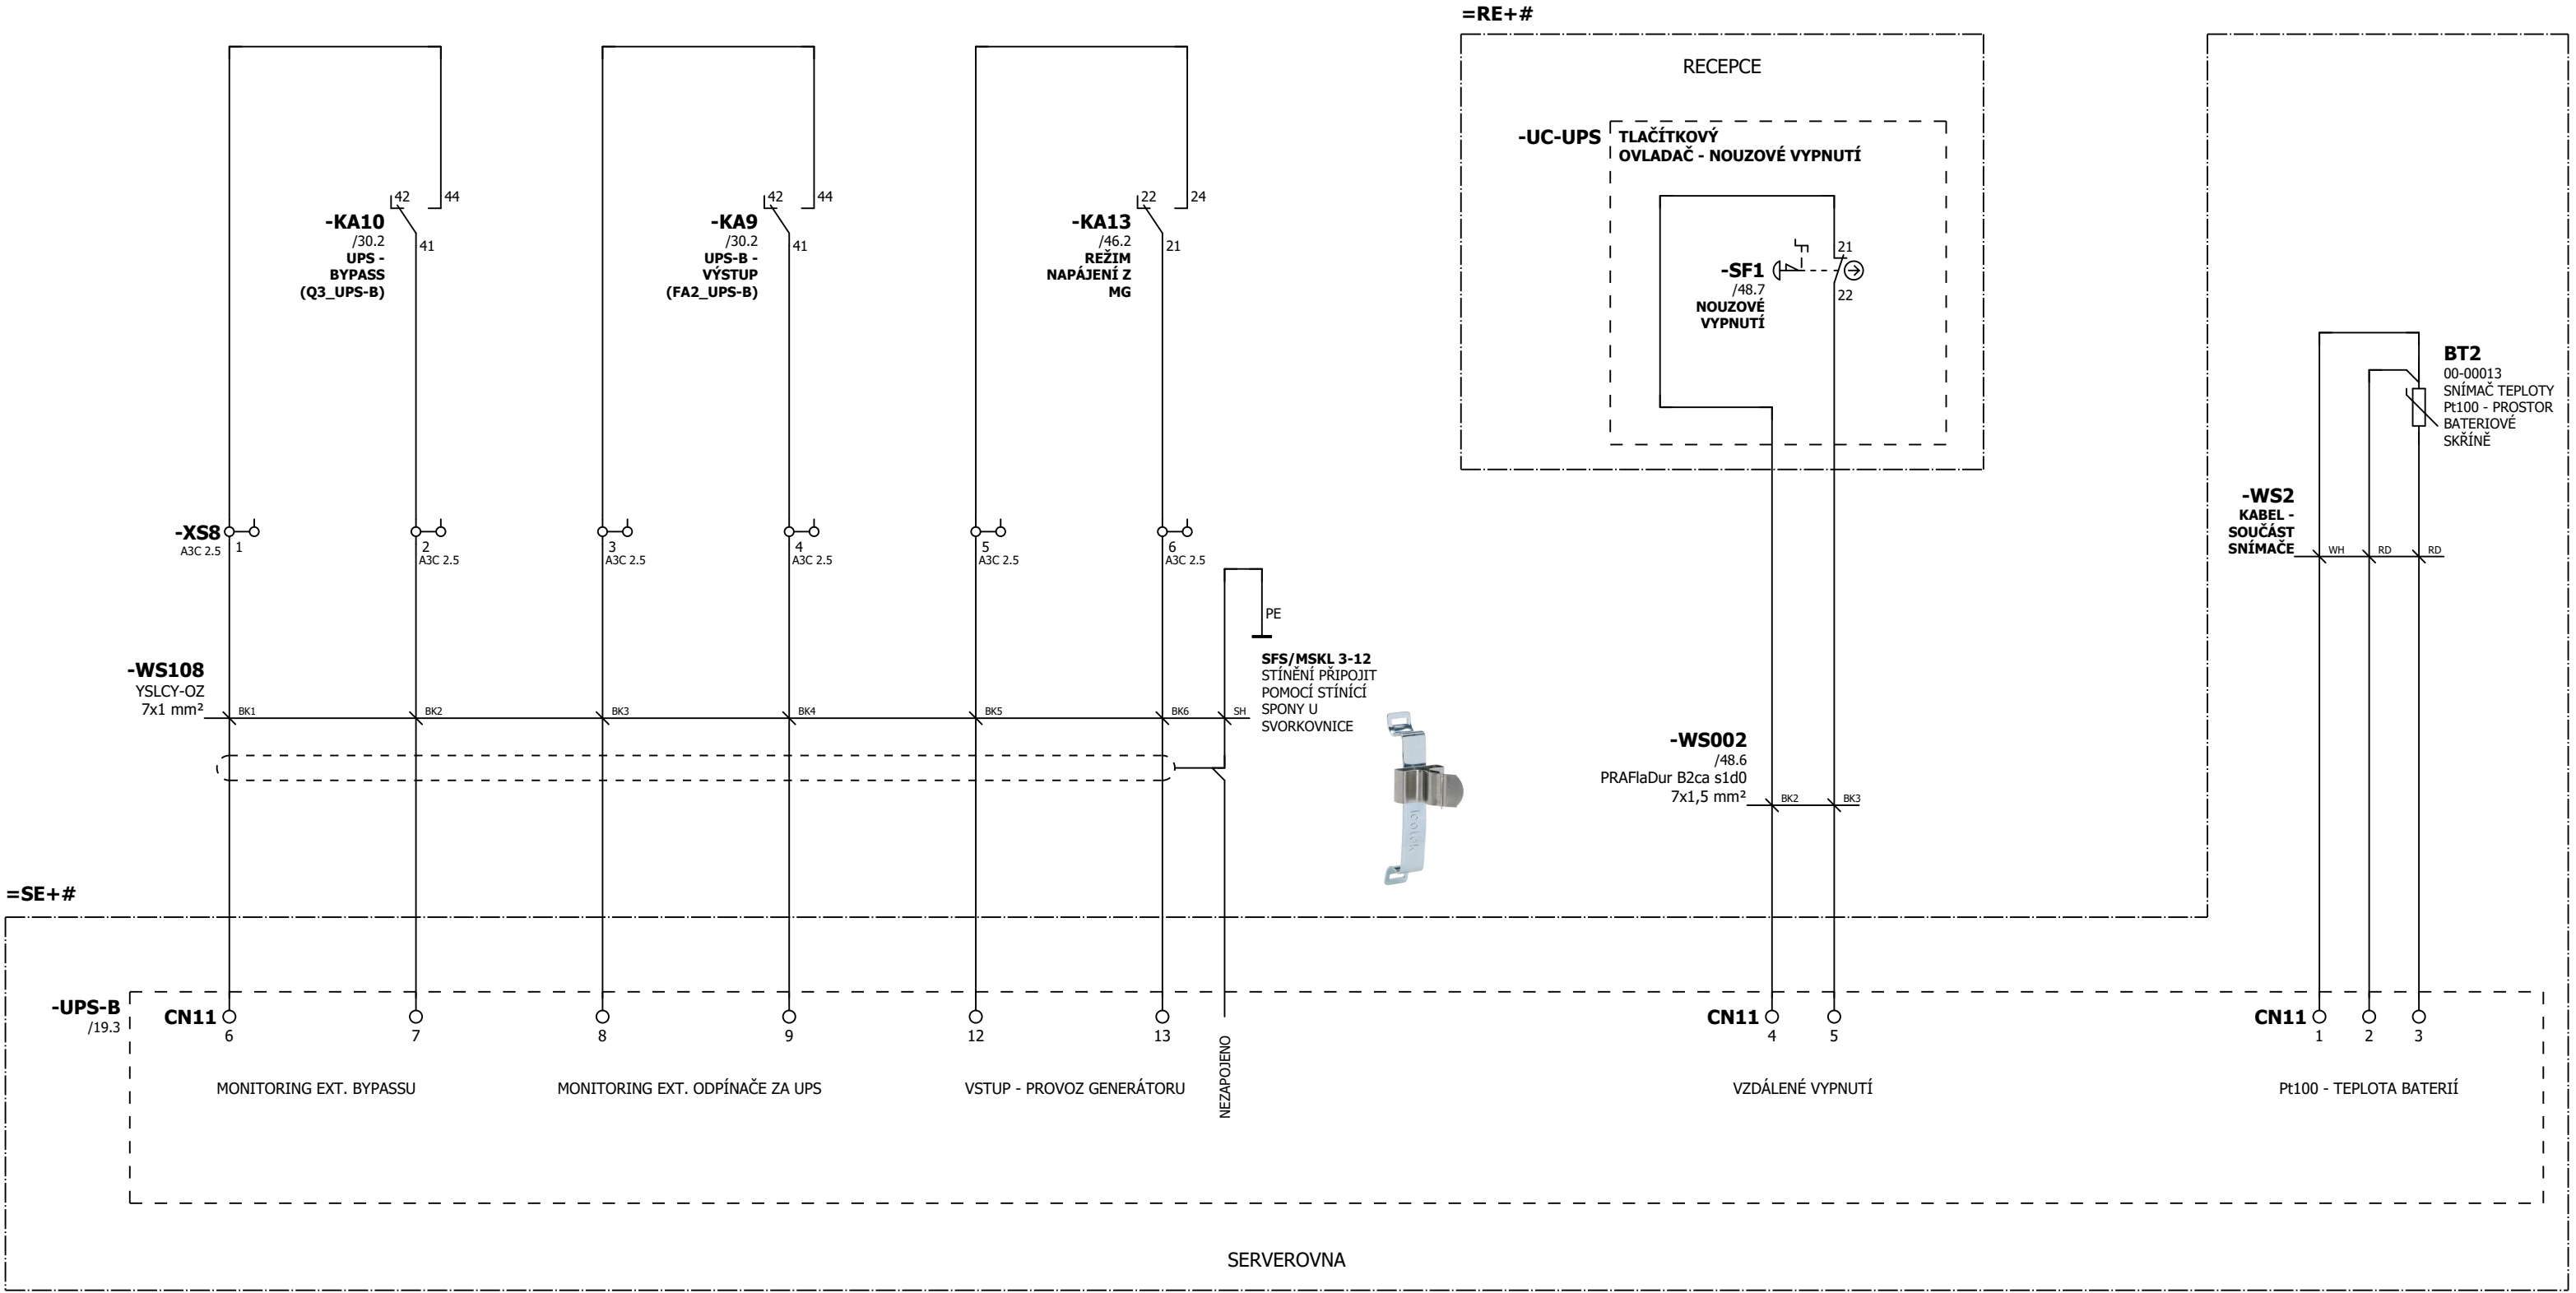 =RE+#
RECEPCE
-UC-UPS
TLAČÍTKOVÝ
OVLADAČ - NOUZOVÉ VYPNUTÍ
42
44
-KA10
/30.2
41
UPS -
BYPASS
(Q3_UPS-B)
42
44
-KA9
/30.2
41
UPS-B -
VÝSTUP
(FA2_UPS-B)
22
24
-KA13
/46.2
21
REŽIM
NAPÁJENÍ Z
MG
21
-SF1
/48.7
22
NOUZOVÉ
VYPNUTÍ
BT2
00-00013
SNÍMAČ TEPLOTY
Pt100 - PROSTOR
BATERIOVÉ
SKŘÍNĚ
-WS2
KABEL -
SOUČÁST
SNÍMAČE
WH
RD
RD
-XS8
A3C 2.5
1
2
A3C 2.5
3
A3C 2.5
4
A3C 2.5
5
A3C 2.5
6
A3C 2.5
PE
SFS/MSKL 3-12
STÍNĚNÍ PŘIPOJIT
POMOCÍ STÍNÍCÍ
SPONY U
SVORKOVNICE
-WS108
YSLCY-OZ
7x1 mm²
BK1
BK2
BK3
BK4
BK5
BK6
SH
icotek
-WS002
/48.6
PRAFlaDur B2ca s1d0
7x1,5 mm²
BK2
BK3
=SE+#
-UPS-B
/19.3
CN11
6
7
8
9
12
13
NEZAPOJENO
CN11
4
5
CN11
1
2
3
MONITORING EXT. BYPASSU
MONITORING EXT. ODPÍNAČE ZA UPS
VSTUP - PROVOZ GENERÁTORU
VZDÁLENÉ VYPNUTÍ
Pt100 - TEPLOTA BATERIÍ
SERVEROVNA